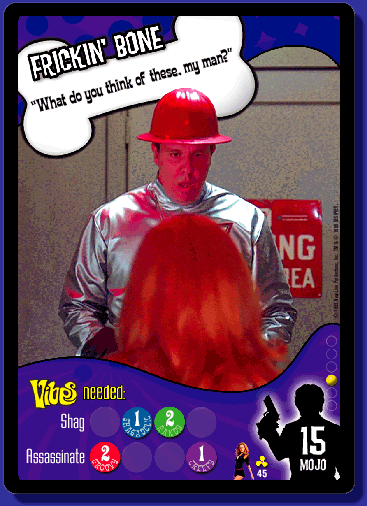 FRICKIN' BONE
"What do you think of these, my man?"
NG
REA
Vibes needed:
Shag 1 2
Assassinate 2 1
45
15
MOJO